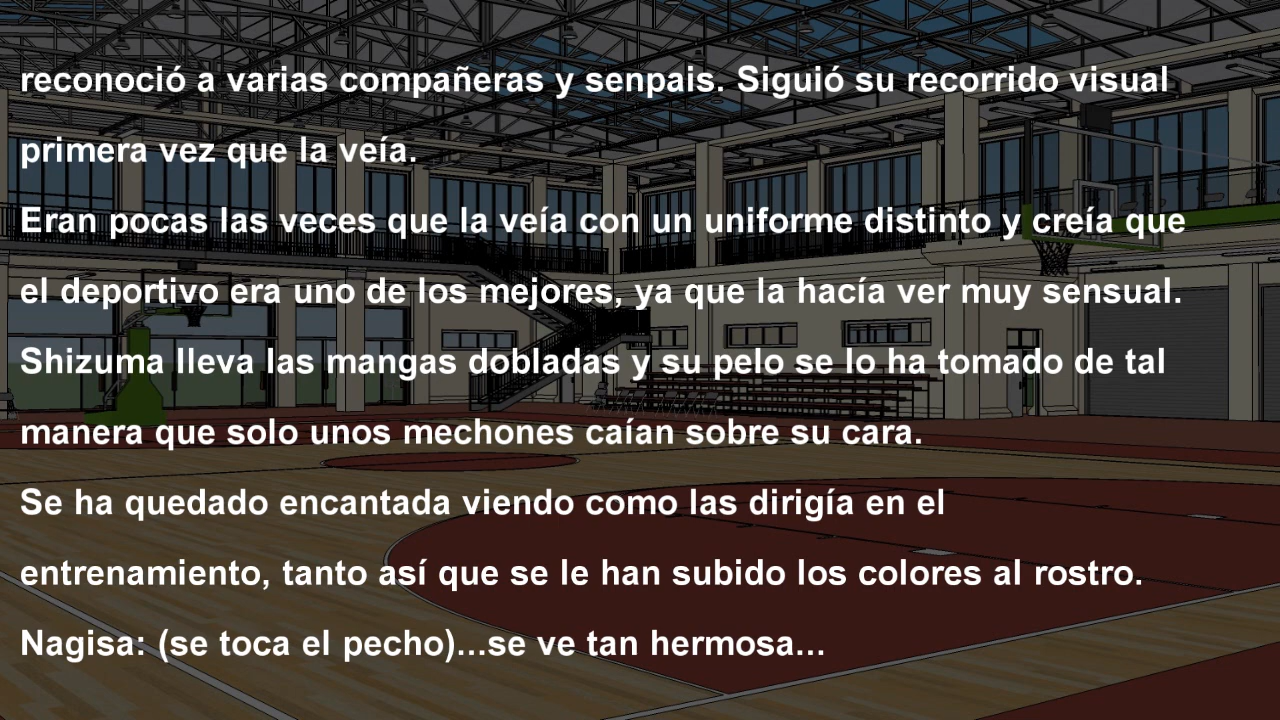 reconoció a varias compañeras y senpais. Siguió su recorrido visual
primera vez que la veía.
Eran pocas las veces que la veía con un uniforme distinto y creía que
el deportivo era uno de los mejores, ya que la hacía ver muy sensual.
Shizuma lleva las mangas dobladas y su pelo se lo ha tomado de tal
manera que solo unos mechones caían sobre su cara.
Se ha quedado encantada viendo como las dirigía en el
entrenamiento, tanto así que se le han subido los colores al rostro.
Nagisa: (se toca el pecho)...se ve tan hermosa...